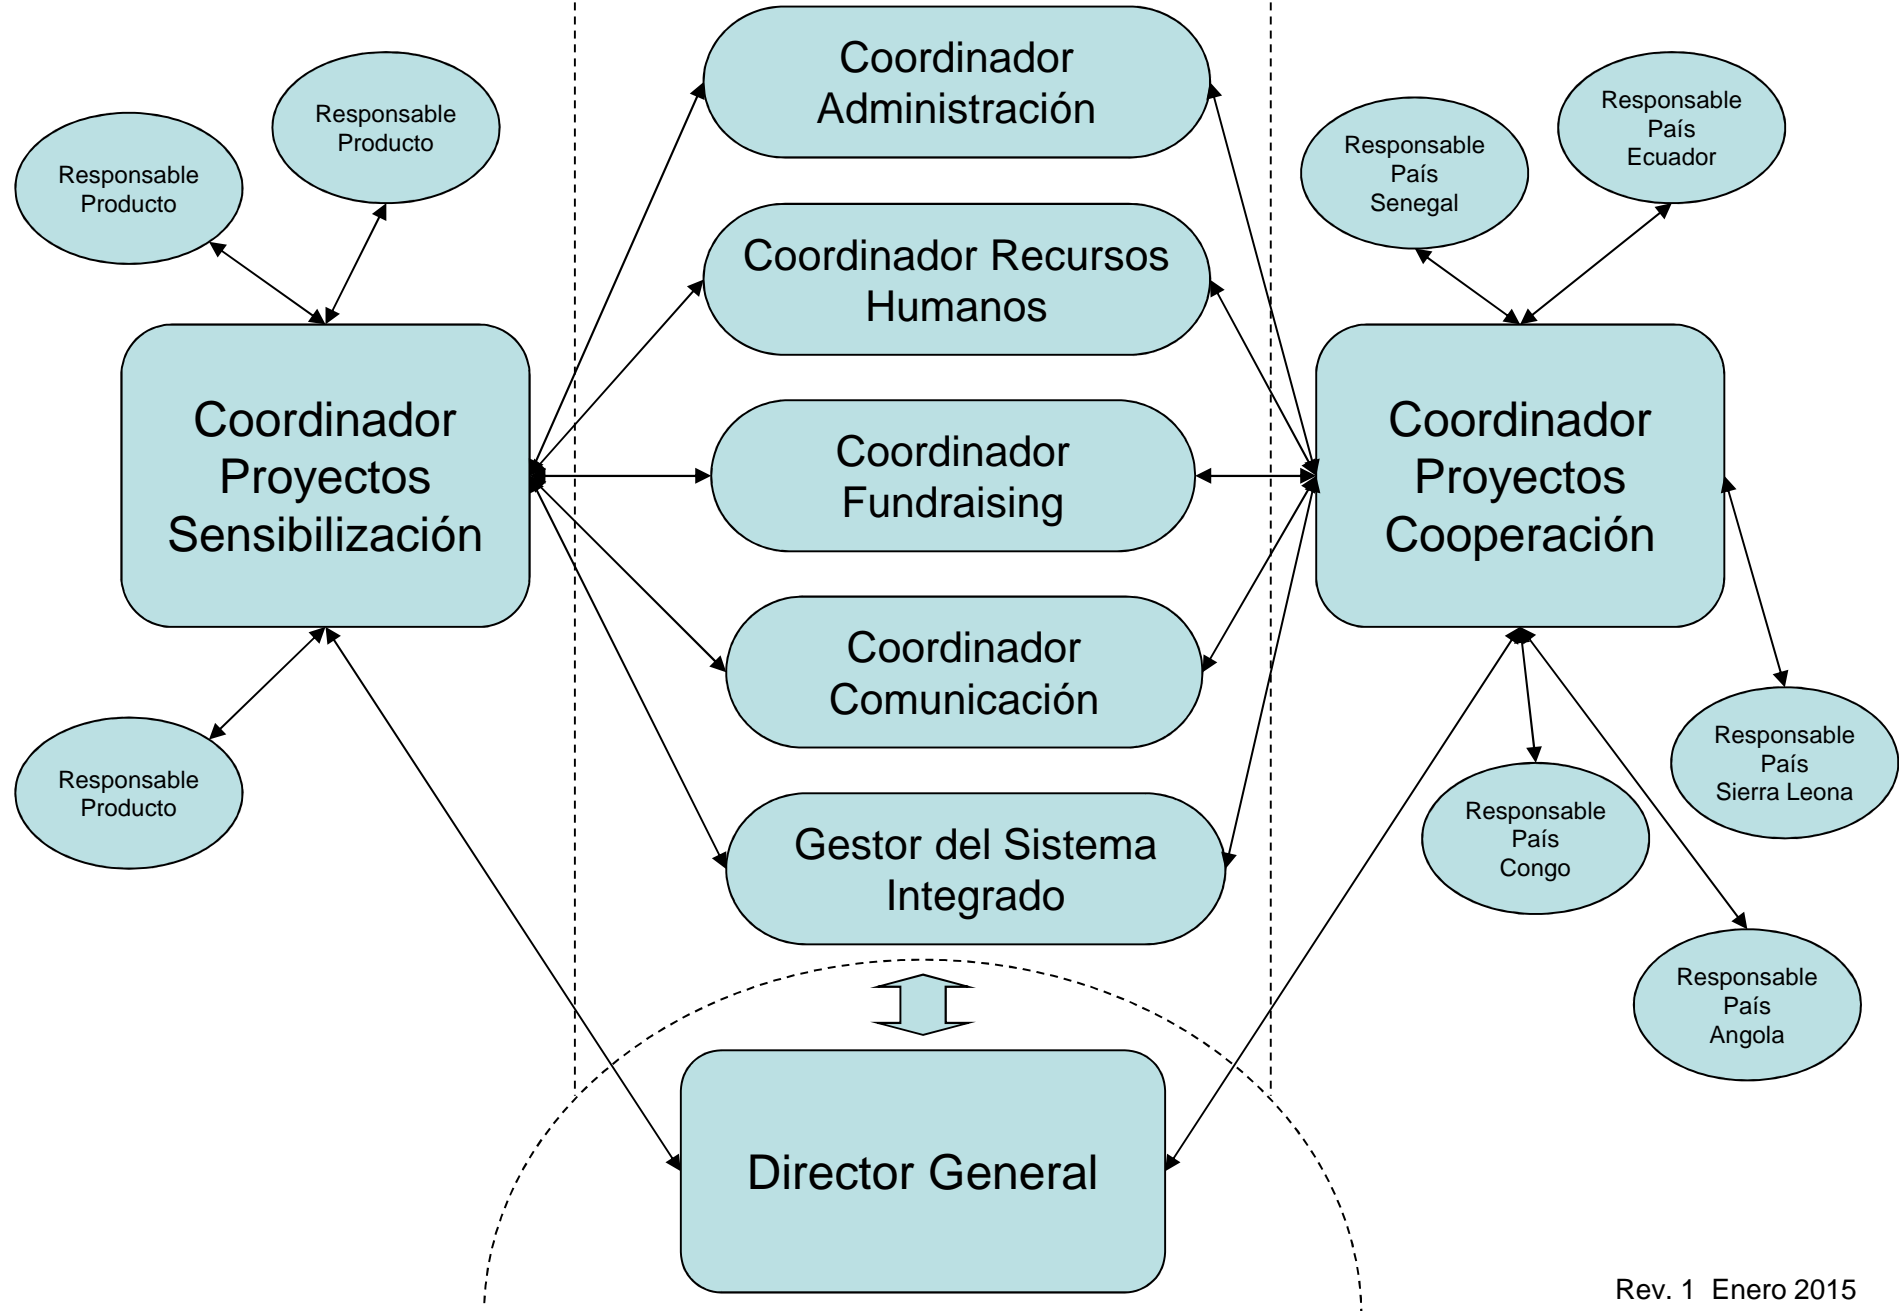 Responsable
Producto
Responsable
Producto
Coordinador
Proyectos
Sensibilización
Responsable
Producto
Coordinador
Administración
Coordinador Recursos
Humanos
Coordinador
Fundraising
Coordinador
Comunicación
Gestor del Sistema
Integrado
Director General
Responsable
País
Senegal
Responsable
País
Ecuador
Coordinador
Proyectos
Cooperación
Responsable
País
Sierra Leona
Responsable
País
Congo
Responsable
País
Angola
Rev. 1 Enero 2015